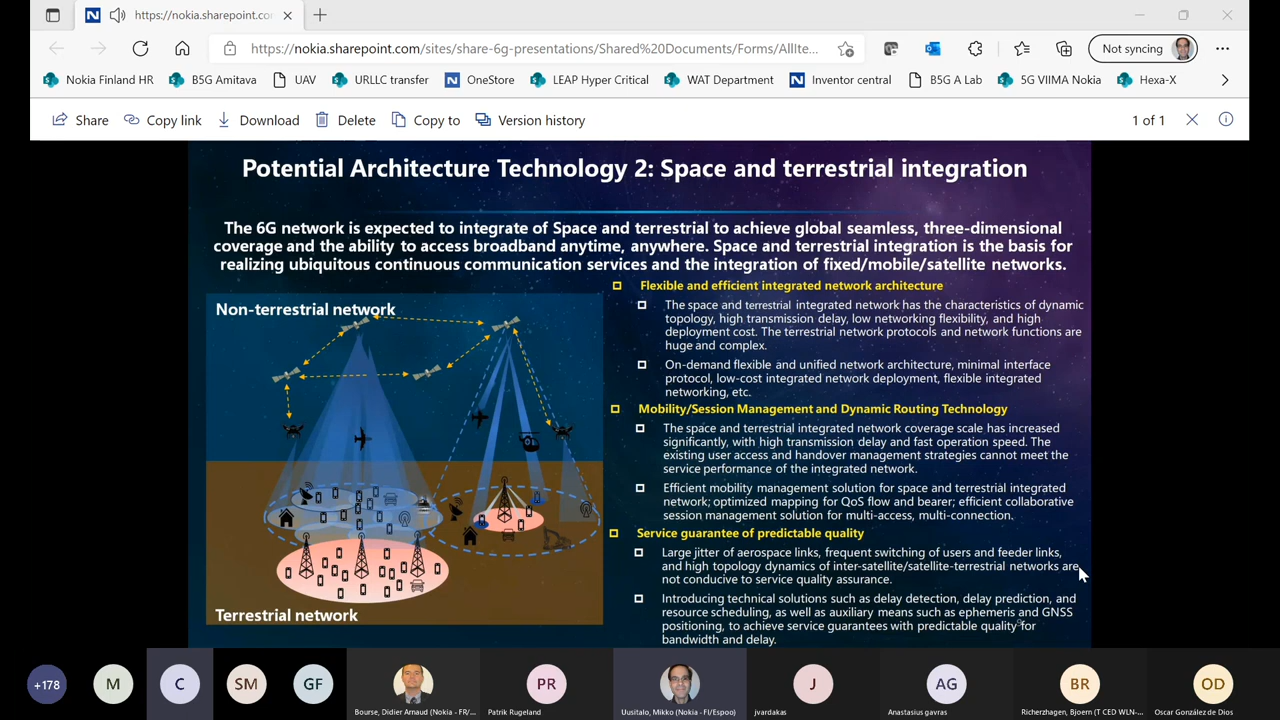 https://nokia.sharepoint.co
https://nokia.sharepoint.com/sites/share-6g-presentations/Shared%20Documents/Forms/AllIte...
Not syncing
Nokia Finland HR
B5G Amitava
UAV
URLLC transfer
OneStore
LEAP Hyper Critical
WAT Department
Inventor central
B5G A Lab
5G VIIMA Nokia
Hexa-X
Share
Copy link
Download
Delete
Copy to
Version history
1 of 1
Potential Architecture Technology 2: Space and terrestrial integration
The 6G network is expected to integrate of Space and terrestrial to achieve global seamless, three-dimensional
coverage and the ability to access broadband anytime, anywhere. Space and terrestrial integration is the basis for
realizing ubiquitous continuous communication services and the integration of fixed/mobile/satellite networks.
Non-terrestrial network
Terrestrial network
Flexible and efficient integrated network architecture
The space and terrestrial integrated network has the characteristics of dynamic
topology, high transmission delay, low networking flexibility, and high
deployment cost. The terrestrial network protocols and network functions are
huge and complex.
On-demand flexible and unified network architecture, minimal interface
protocol, low-cost integrated network deployment, flexible integrated
networking, etc.
Mobility/Session Management and Dynamic Routing Technology
The space and terrestrial integrated network coverage scale has increased
significantly, with high transmission delay and fast operation speed. The
existing user access and handover management strategies cannot meet the
service performance of the integrated network.
Efficient mobility management solution for space and terrestrial integrated
network; optimized mapping for QoS flow and bearer; efficient collaborative
session management solution for multi-access, multi-connection.
Service guarantee of predictable quality
Large jitter of aerospace links, frequent switching of users and feeder links,
and high topology dynamics of inter-satellite/satellite-terrestrial networks are
not conducive to service quality assurance.
Introducing technical solutions such as delay detection, delay prediction, and
resource scheduling, as well as auxiliary means such as ephemeris and GNSS
positioning, to achieve service guarantees with predictable quality for
bandwidth and delay.
9
+178
M
C
SM
GF
Bourse, Didier Arnaud (Nokia - FR/...
PR
Patrik Rugeland
Uusitalo, Mikko (Nokia - FI/Espoo)
J
jvardakas
AG
Anastasius gavras
BR
Richerzhagen, Bjoern (T CED WLN-...
OD
Oscar González de Dios